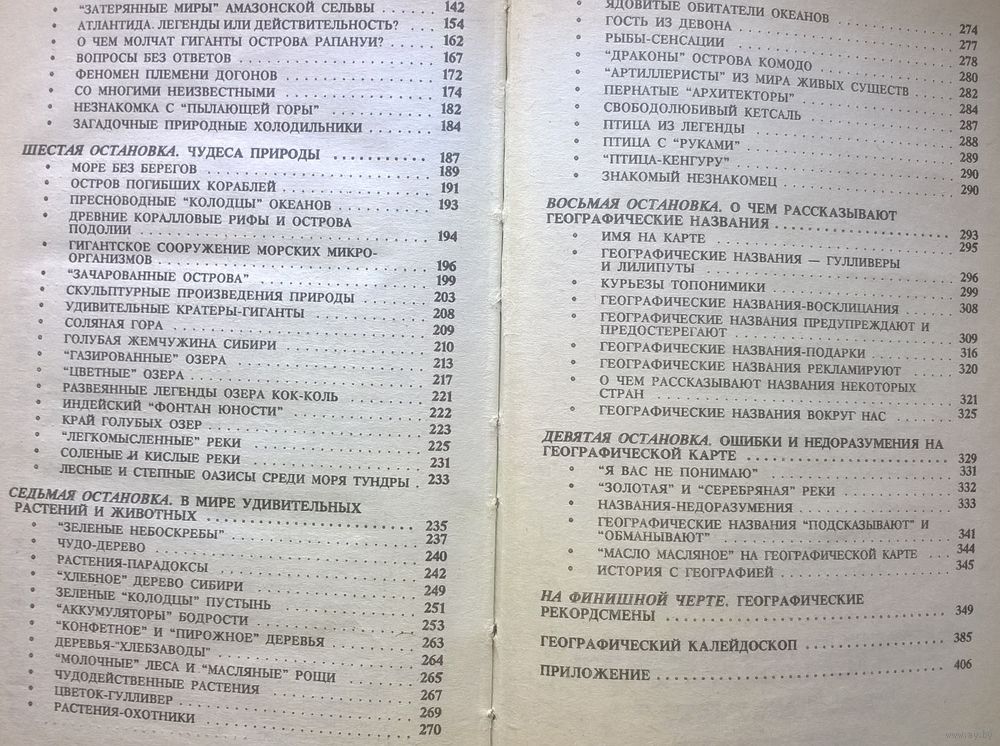 • "ЗАТЕРЯННЫЕ МИРЫ" АМАЗОНСКОЙ СЕЛЬВЫ . . . . . 142
• АТЛАНТИДА. ЛЕГЕНДЫ ИЛИ ДЕЙСТВИТЕЛЬНОСТЬ? . . . 154
• О ЧЕМ МОЛЧАТ ГИГАНТЫ ОСТРОВА РАПАНУИ? . . . . 162
• ВОПРОСЫ БЕЗ ОТВЕТОВ . . . . . 167
• ФЕНОМЕН ПЛЕМЕНИ ДОГОНОВ . . . . . 172
• СО МНОГИМИ НЕИЗВЕСТНЫМИ . . . . . 174
• НЕЗНАКОМКА С "ПЫЛАЮЩЕЙ ГОРЫ" . . . . . 182
• ЗАГАДОЧНЫЕ ПРИРОДНЫЕ ХОЛОДИЛЬНИКИ . . . . . 184
ШЕСТАЯ ОСТАНОВКА. ЧУДЕСА ПРИРОДЫ . . . . . 187
• МОРЕ БЕЗ БЕРЕГОВ . . . . . 189
• ОСТРОВ ПОГИБШИХ КОРАБЛЕЙ . . . . . 191
• ПРЕСНОВОДНЫЕ "КОЛОДЦЫ" ОКЕАНОВ . . . . . 193
• ДРЕВНИЕ КОРАЛЛОВЫЕ РИФЫ И ОСТРОВА
ПОДОЛИИ . . . . . 194
• ГИГАНТСКОЕ СООРУЖЕНИЕ МОРСКИХ МИКРО-
ОРГАНИЗМОВ . . . . . 196
• "ЗАЧАРОВАННЫЕ ОСТРОВА" . . . . . 199
• СКУЛЬПТУРНЫЕ ПРОИЗВЕДЕНИЯ ПРИРОДЫ . . . . . 203
• УДИВИТЕЛЬНЫЕ КРАТЕРЫ-ГИГАНТЫ . . . . . 208
• СОЛЯНАЯ ГОРА . . . . . 209
• ГОЛУБАЯ ЖЕМЧУЖИНА СИБИРИ . . . . . 210
• "ГАЗИРОВАННЫЕ" ОЗЕРА . . . . . 213
• "ЦВЕТНЫЕ" ОЗЕРА . . . . . 217
• РАЗВЕЯННЫЕ ЛЕГЕНДЫ ОЗЕРА КОК-КОЛЬ . . . . . 221
• ИНДЕЙСКИЙ "ФОНТАН ЮНОСТИ" . . . . . 222
• КРАЙ ГОЛУБЫХ ОЗЕР . . . . . 223
• "ЛЕГКОМЫСЛЕННЫЕ" РЕКИ . . . . . 225
• СОЛЕНЫЕ И КИСЛЫЕ РЕКИ . . . . . 231
• ЛЕСНЫЕ И СТЕПНЫЕ ОАЗИСЫ СРЕДИ МОРЯ ТУНДРЫ . 233
СЕДЬМАЯ ОСТАНОВКА. В МИРЕ УДИВИТЕЛЬНЫХ
РАСТЕНИЙ И ЖИВОТНЫХ . . . . . 235
• "ЗЕЛЕНЫЕ НЕБОСКРЕБЫ" . . . . . 237
• ЧУДО-ДЕРЕВО . . . . . 240
• РАСТЕНИЯ-ПАРАДОКСЫ . . . . . 242
• "ХЛЕБНОЕ" ДЕРЕВО СИБИРИ . . . . . 249
• ЗЕЛЕНЫЕ "КОЛОДЦЫ" ПУСТЫНЬ . . . . . 251
• "АККУМУЛЯТОРЫ" БОДРОСТИ . . . . . 253
• "КОНФЕТНОЕ" И "ПИРОЖНОЕ" ДЕРЕВЬЯ . . . . . 263
• ДЕРЕВЬЯ-"ХЛЕБЗАВОДЫ" . . . . . 264
• "МОЛОЧНЫЕ" ЛЕСА И "МАСЛЯНЫЕ" РОЩИ . . . . . 265
• ЧУДОДЕЙСТВЕННЫЕ РАСТЕНИЯ . . . . . 267
• ЦВЕТОК-ГУЛЛИВЕР . . . . . 269
• РАСТЕНИЯ-ОХОТНИКИ . . . . . 270
• ЯДОВИТЫЕ ОБИТАТЕЛИ ОКЕАНОВ . . . . . 274
• ГОСТЬ ИЗ ДЕВОНА . . . . . 277
• РЫБЫ-СЕНСАЦИИ . . . . . 278
• "ДРАКОНЫ" ОСТРОВА КОМОДО . . . . . 280
• "АРТИЛЛЕРИСТЫ" ИЗ МИРА ЖИВЫХ СУЩЕСТВ . . . . . 282
• ПЕРНАТЫЕ "АРХИТЕКТОРЫ" . . . . . 284
• СВОБОДОЛЮБИВЫЙ КЕТСАЛЬ . . . . . 287
• ПТИЦА ИЗ ЛЕГЕНДЫ . . . . . 288
• ПТИЦА С "РУКАМИ" . . . . . 289
• "ПТИЦА-КЕНГУРУ" . . . . . 290
• ЗНАКОМЫЙ НЕЗНАКОМЕЦ . . . . . 290
ВОСЬМАЯ ОСТАНОВКА. О ЧЕМ РАССКАЗЫВАЮТ
ГЕОГРАФИЧЕСКИЕ НАЗВАНИЯ . . . . . 293
• ИМЯ НА КАРТЕ . . . . . 295
• ГЕОГРАФИЧЕСКИЕ НАЗВАНИЯ — ГУЛЛИВЕРЫ
И ЛИЛИПУТЫ . . . . . 296
• КУРЬЕЗЫ ТОПОНИМИКИ . . . . . 299
• ГЕОГРАФИЧЕСКИЕ НАЗВАНИЯ-ВОСКЛИЦАНИЯ . . . . . 308
• ГЕОГРАФИЧЕСКИЕ НАЗВАНИЯ ПРЕДУПРЕЖДАЮТ И
ПРЕДОСТЕРЕГАЮТ . . . . . 309
• ГЕОГРАФИЧЕСКИЕ НАЗВАНИЯ-ПОДАРКИ . . . . . 316
• ГЕОГРАФИЧЕСКИЕ НАЗВАНИЯ РЕКЛАМИРУЮТ . . . . . 320
• О ЧЕМ РАССКАЗЫВАЮТ НАЗВАНИЯ НЕКОТОРЫХ
СТРАН . . . . . 321
• ГЕОГРАФИЧЕСКИЕ НАЗВАНИЯ ВОКРУГ НАС . . . . . 325
ДЕВЯТАЯ ОСТАНОВКА. ОШИБКИ И НЕДОРАЗУМЕНИЯ НА
ГЕОГРАФИЧЕСКОЙ КАРТЕ . . . . . 329
• "Я ВАС НЕ ПОНИМАЮ" . . . . . 331
• "ЗОЛОТАЯ" И "СЕРЕБРЯНАЯ" РЕКИ . . . . . 332
• НАЗВАНИЯ-НЕДОРАЗУМЕНИЯ . . . . . 333
• ГЕОГРАФИЧЕСКИЕ НАЗВАНИЯ "ПОДСКАЗЫВАЮТ" И
"ОБМАНЫВАЮТ" . . . . . 341
• "МАСЛО МАСЛЯНОЕ" НА ГЕОГРАФИЧЕСКОЙ КАРТЕ . . . . . 344
• ИСТОРИЯ С ГЕОГРАФИЕЙ . . . . . 345
НА ФИНИШНОЙ ЧЕРТЕ. ГЕОГРАФИЧЕСКИЕ
РЕКОРДСМЕНЫ . . . . . 349
ГЕОГРАФИЧЕСКИЙ КАЛЕЙДОСКОП . . . . . 385
ПРИЛОЖЕНИЕ . . . . . 406
www.ay.by